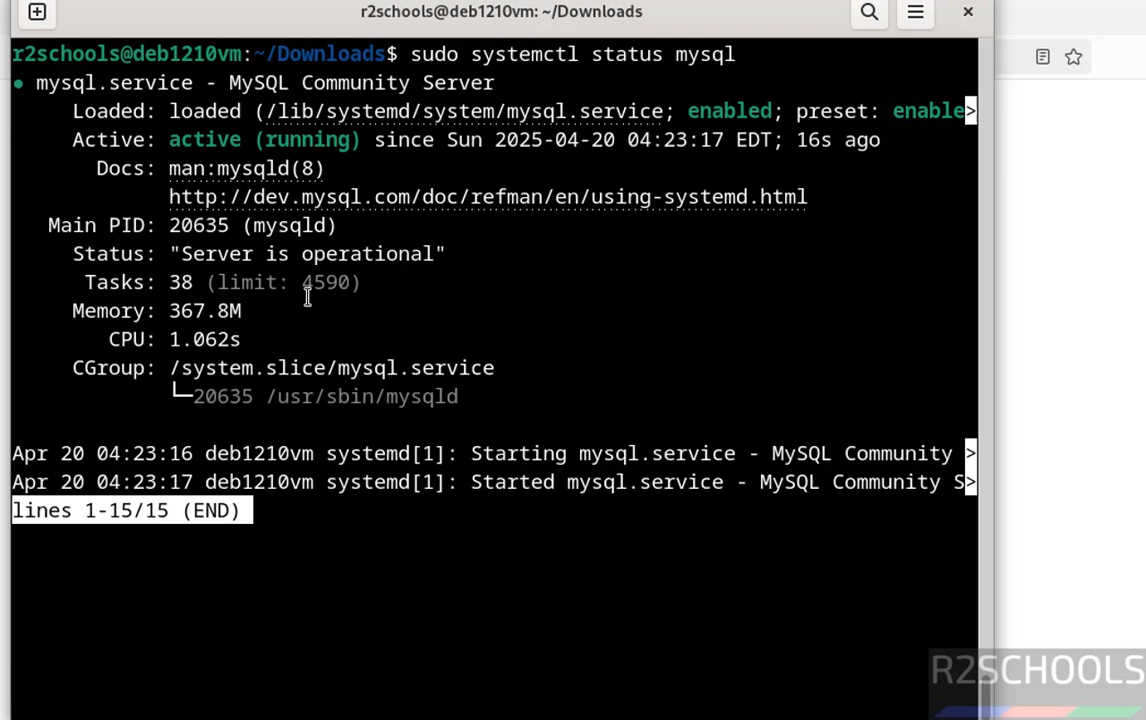 r2schools@deb1210vm: ~/Downloads
r2schools@deb1210vm:~/Downloads$ sudo systemctl status mysql
● mysql.service - MySQL Community Server
Loaded: loaded (/lib/systemd/system/mysql.service; enabled; preset: enable>
Active: active (running) since Sun 2025-04-20 04:23:17 EDT; 16s ago
Docs: man:mysqld(8)
http://dev.mysql.com/doc/refman/en/using-systemd.html
Main PID: 20635 (mysqld)
Status: "Server is operational"
Tasks: 38 (limit: 4590)
Memory: 367.8M
CPU: 1.062s
CGroup: /system.slice/mysql.service
└─20635 /usr/sbin/mysqld
Apr 20 04:23:16 deb1210vm systemd[1]: Starting mysql.service - MySQL Community >
Apr 20 04:23:17 deb1210vm systemd[1]: Started mysql.service - MySQL Community S>
lines 1-15/15 (END)
R2SCHOOLS